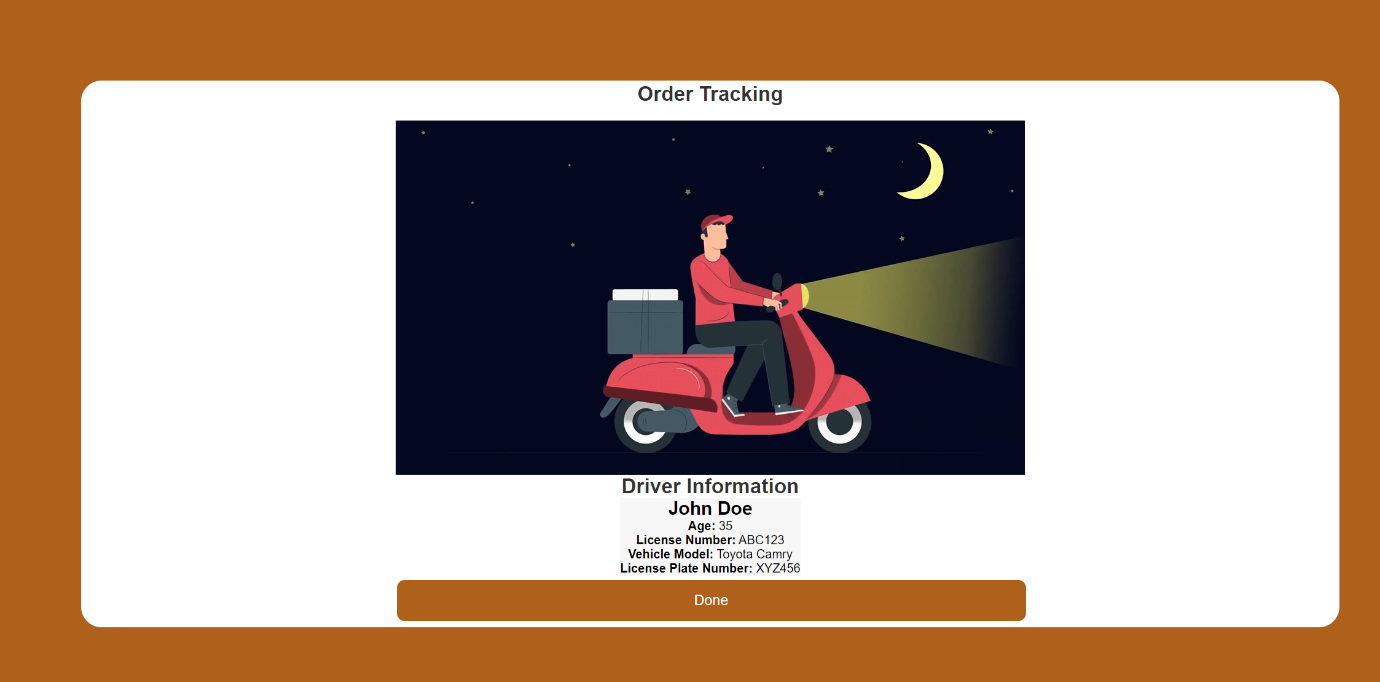 Order Tracking
Driver Information
John Doe
Age: 35
License Number: ABC123
Vehicle Model: Toyota Camry
License Plate Number: XYZ456
Done